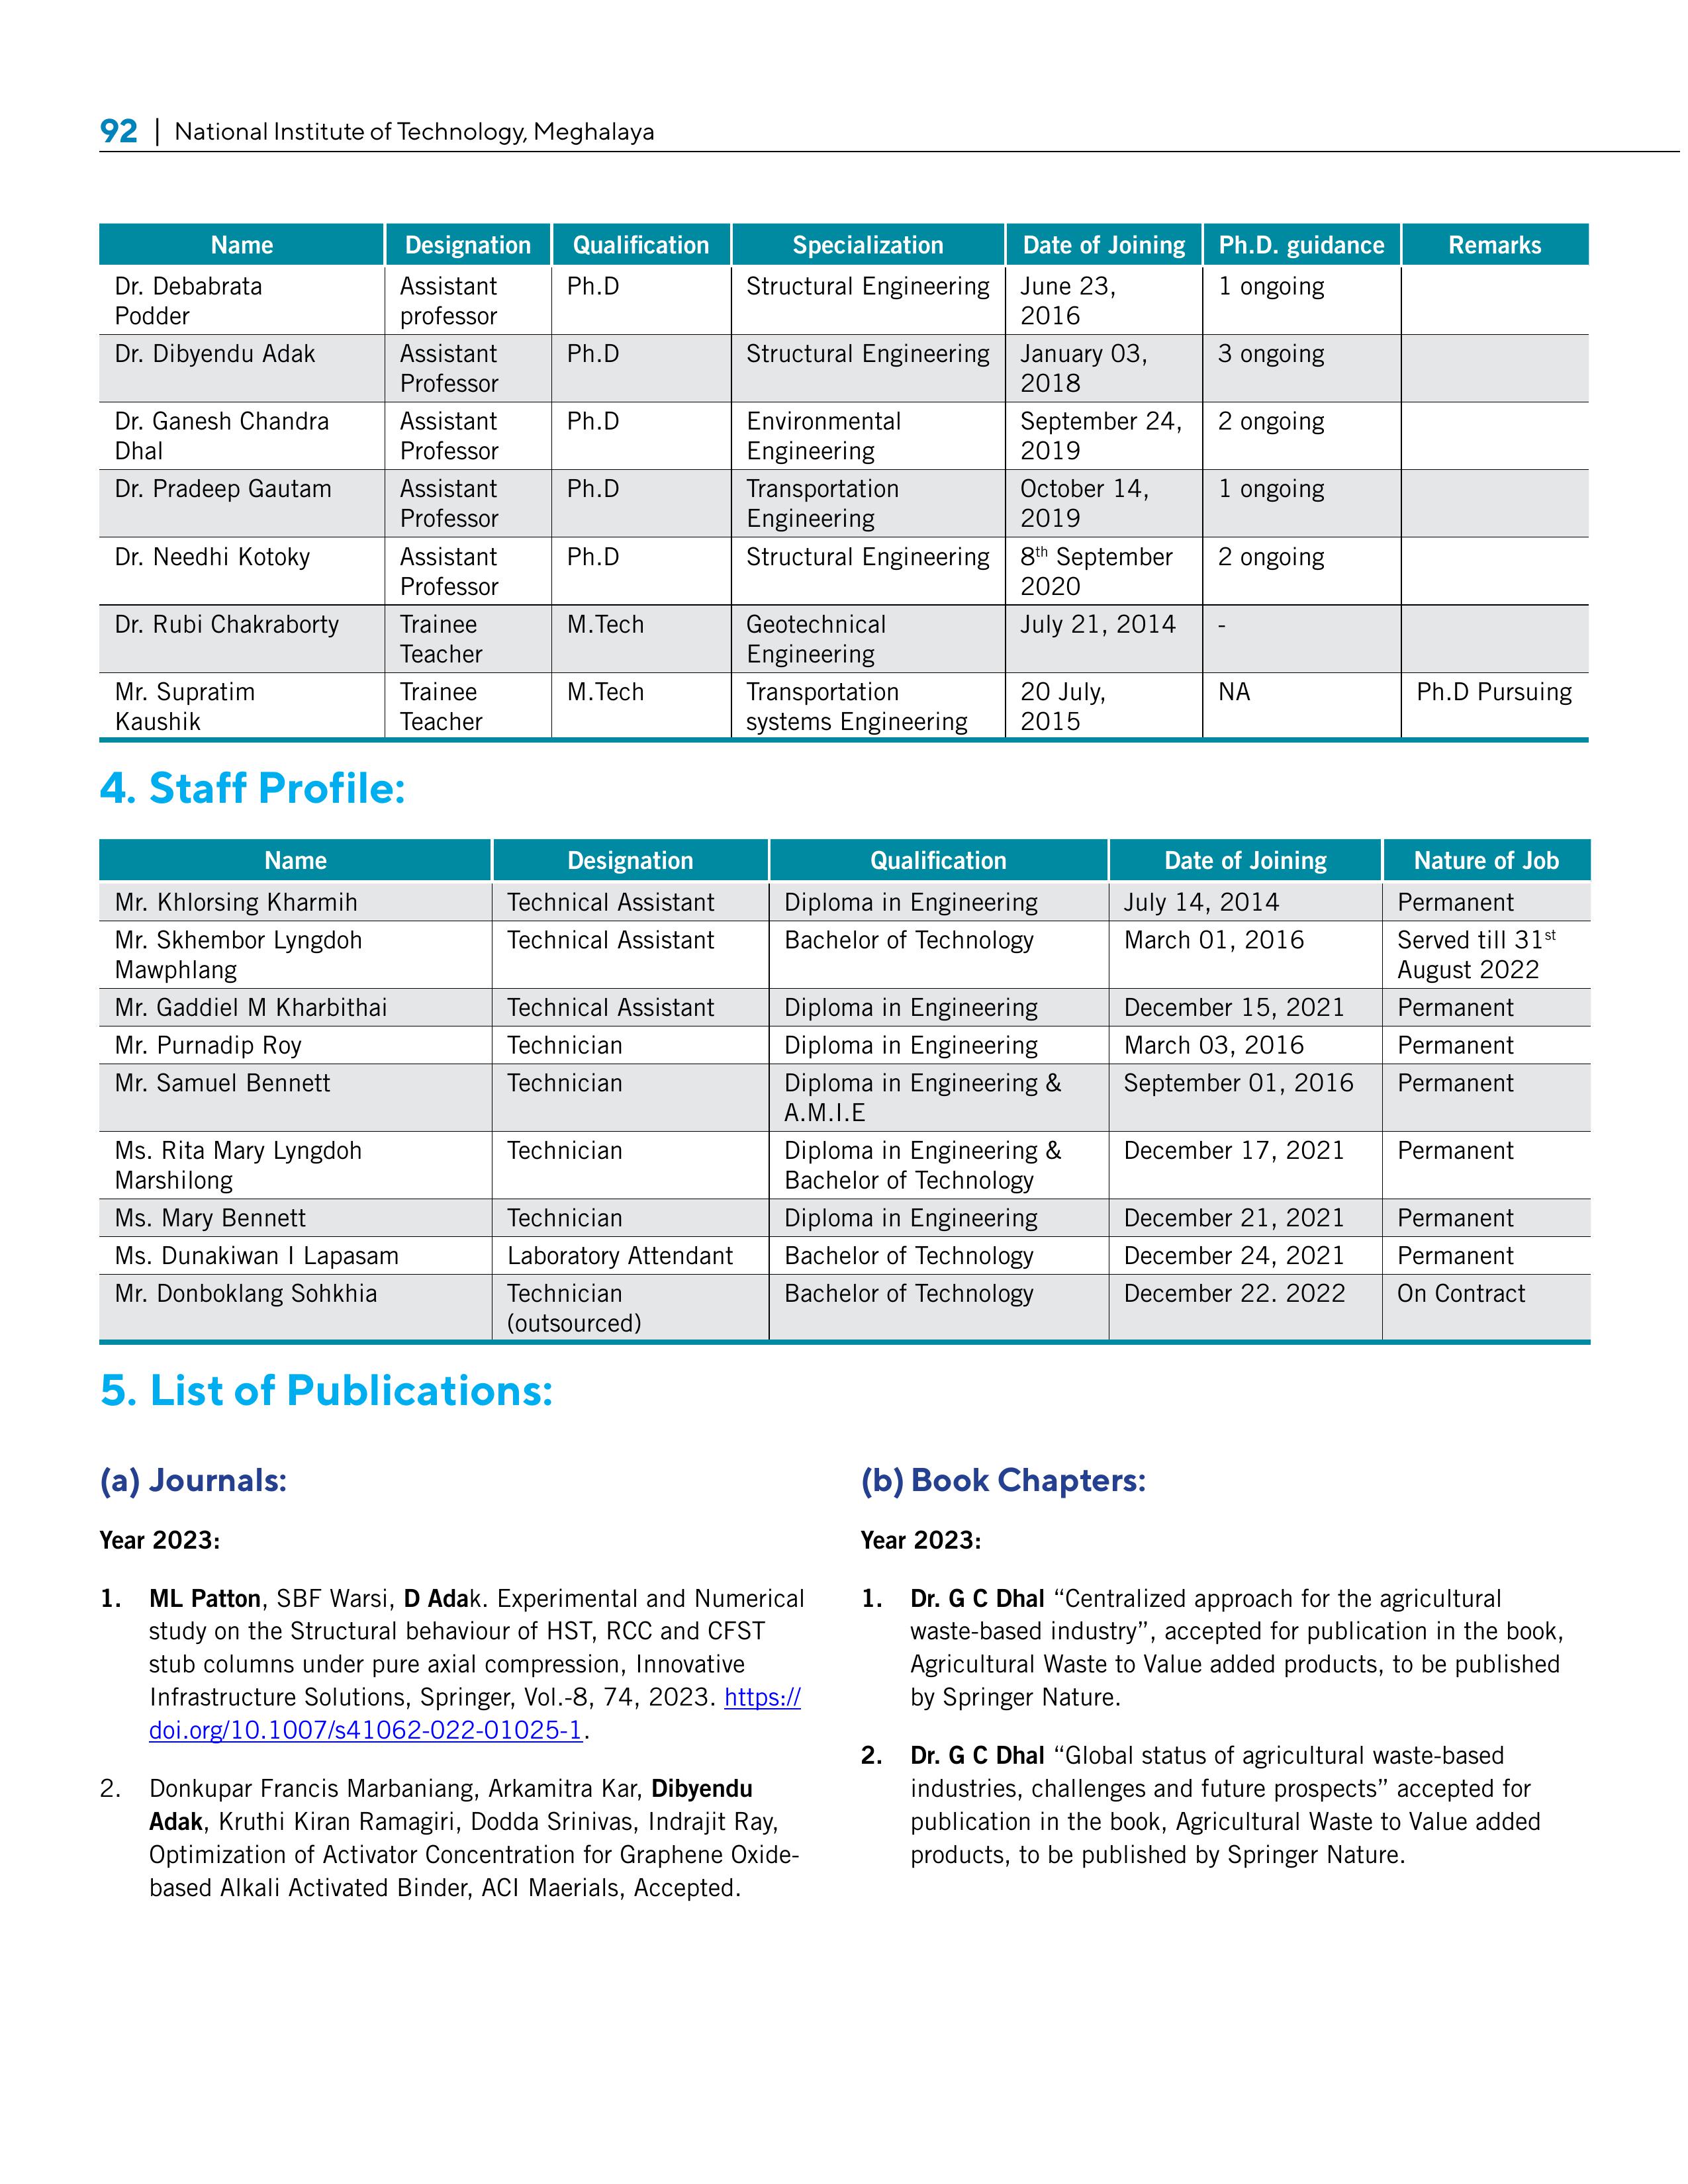 92 | National Institute of Technology, Meghalaya
Name Designation Qualification Specialization Date of Joining Ph.D. guidance Remarks
Dr. Debabrata Assistant Ph.D Structural Engineering June 23, 1 ongoing
Podder professor 2016
Dr. Dibyendu Adak Assistant Ph.D Structural Engineering January 03, 3 ongoing
Professor 2018
Dr. Ganesh Chandra Assistant Ph.D Environmental September 24, 2 ongoing
Dhal Professor Engineering 2019
Dr. Pradeep Gautam Assistant Ph.D Transportation October 14, 1 ongoing
Professor Engineering 2019
Dr. Needhi Kotoky Assistant Ph.D Structural Engineering 8th September 2 ongoing
Professor 2020
Dr. Rubi Chakraborty Trainee M.Tech Geotechnical July 21, 2014 -
Teacher Engineering
Mr. Supratim Trainee M.Tech Transportation 20 July, NA Ph.D Pursuing
Kaushik Teacher systems Engineering 2015
4. Staff Profile:
Name Designation Qualification Date of Joining Nature of Job
Mr. Khlorsing Kharmih Technical Assistant Diploma in Engineering July 14, 2014 Permanent
Mr. Skhembor Lyngdoh Technical Assistant Bachelor of Technology March 01, 2016 Served till 31st
Mawphlang August 2022
Mr. Gaddiel M Kharbithai Technical Assistant Diploma in Engineering December 15, 2021 Permanent
Mr. Purnadip Roy Technician Diploma in Engineering March 03, 2016 Permanent
Mr. Samuel Bennett Technician Diploma in Engineering & September 01, 2016 Permanent
A.M.I.E
Ms. Rita Mary Lyngdoh Technician Diploma in Engineering & December 17, 2021 Permanent
Marshilong Bachelor of Technology
Ms. Mary Bennett Technician Diploma in Engineering December 21, 2021 Permanent
Ms. Dunakiwan I Lapasam Laboratory Attendant Bachelor of Technology December 24, 2021 Permanent
Mr. Donboklang Sohkhia Technician Bachelor of Technology December 22. 2022 On Contract
(outsourced)
5. List of Publications:
(a) Journals:
Year 2023:
1. ML Patton, SBF Warsi, D Adak. Experimental and Numerical
study on the Structural behaviour of HST, RCC and CFST
stub columns under pure axial compression, Innovative
Infrastructure Solutions, Springer, Vol.-8, 74, 2023. https://
doi.org/10.1007/s41062-022-01025-1.
2. Donkupar Francis Marbaniang, Arkamitra Kar, Dibyendu
Adak, Kruthi Kiran Ramagiri, Dodda Srinivas, Indrajit Ray,
Optimization of Activator Concentration for Graphene Oxide-
based Alkali Activated Binder, ACI Maerials, Accepted.
(b) Book Chapters:
Year 2023:
1. Dr. G C Dhal “Centralized approach for the agricultural
waste-based industry”, accepted for publication in the book,
Agricultural Waste to Value added products, to be published
by Springer Nature.
2. Dr. G C Dhal “Global status of agricultural waste-based
industries, challenges and future prospects” accepted for
publication in the book, Agricultural Waste to Value added
products, to be published by Springer Nature.